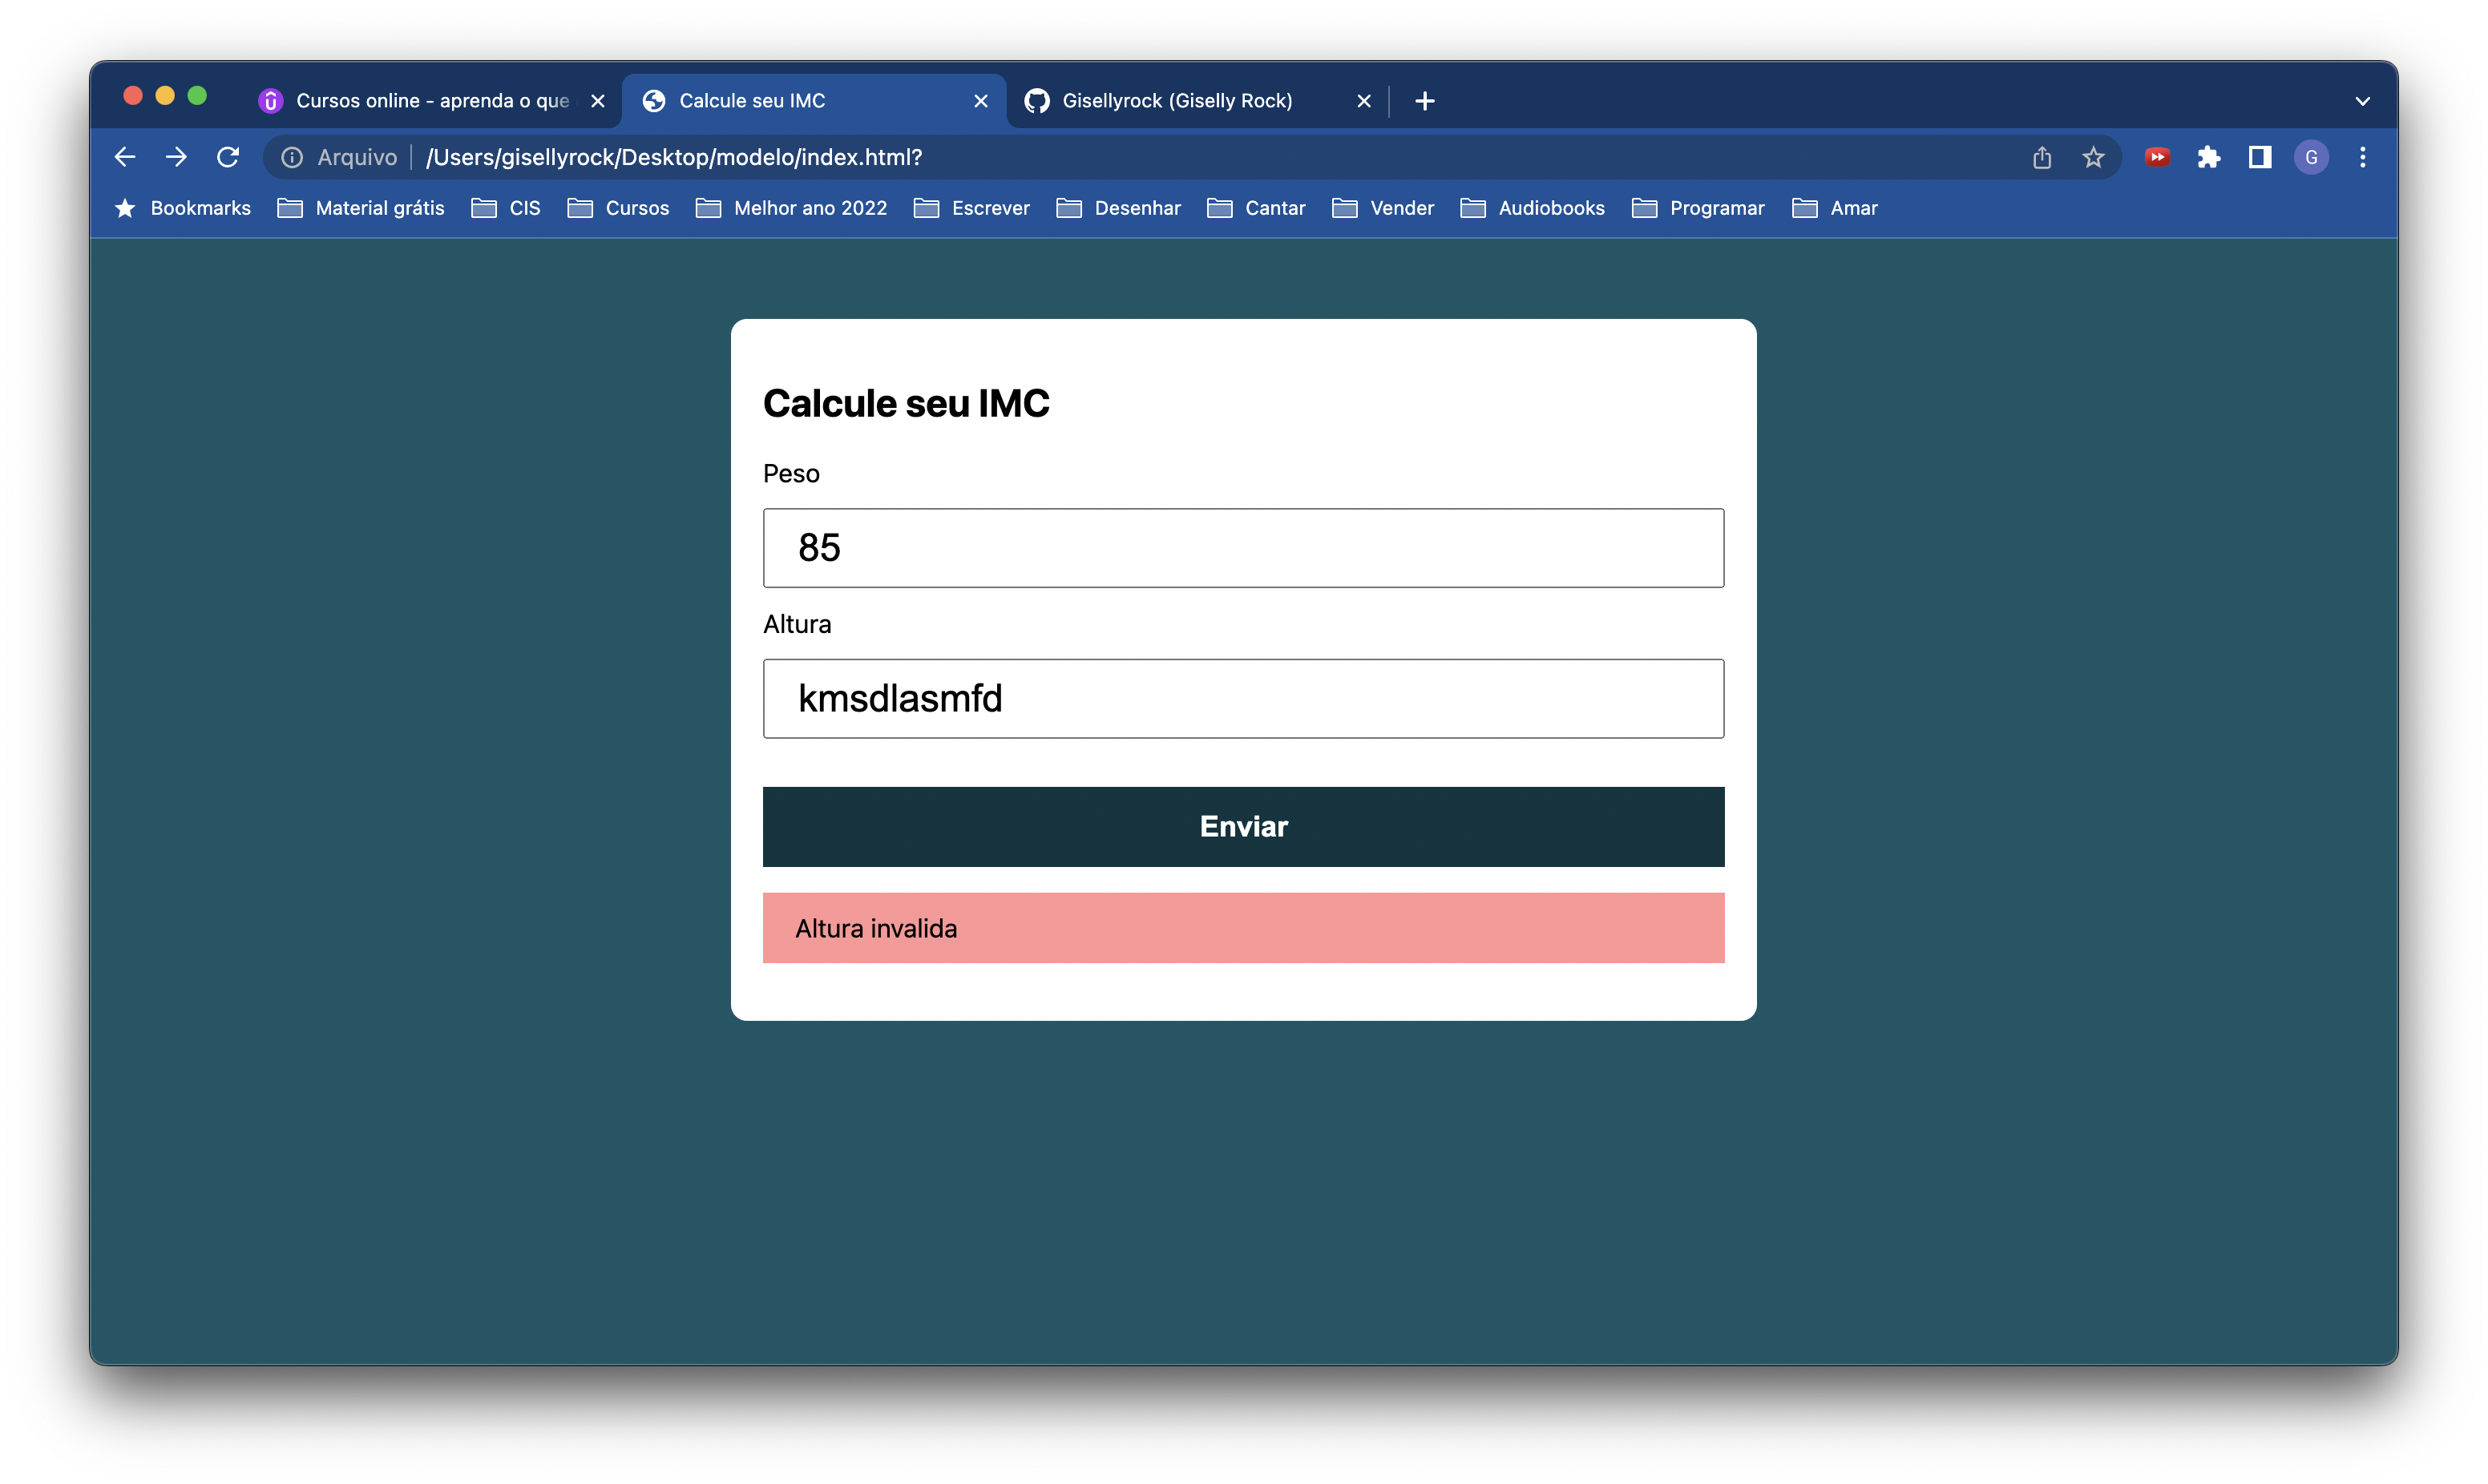 Cursos online - aprenda o que
Calcule seu IMC
Gisellyrock (Giselly Rock)
Arquivo /Users/gisellyrock/Desktop/modelo/index.html?
G
Bookmarks Material grátis CIS Cursos Melhor ano 2022 Escrever Desenhar Cantar Vender Audiobooks Programar Amar
Calcule seu IMC
Peso
85
Altura
kmsdlasmfd
Enviar
Altura invalida